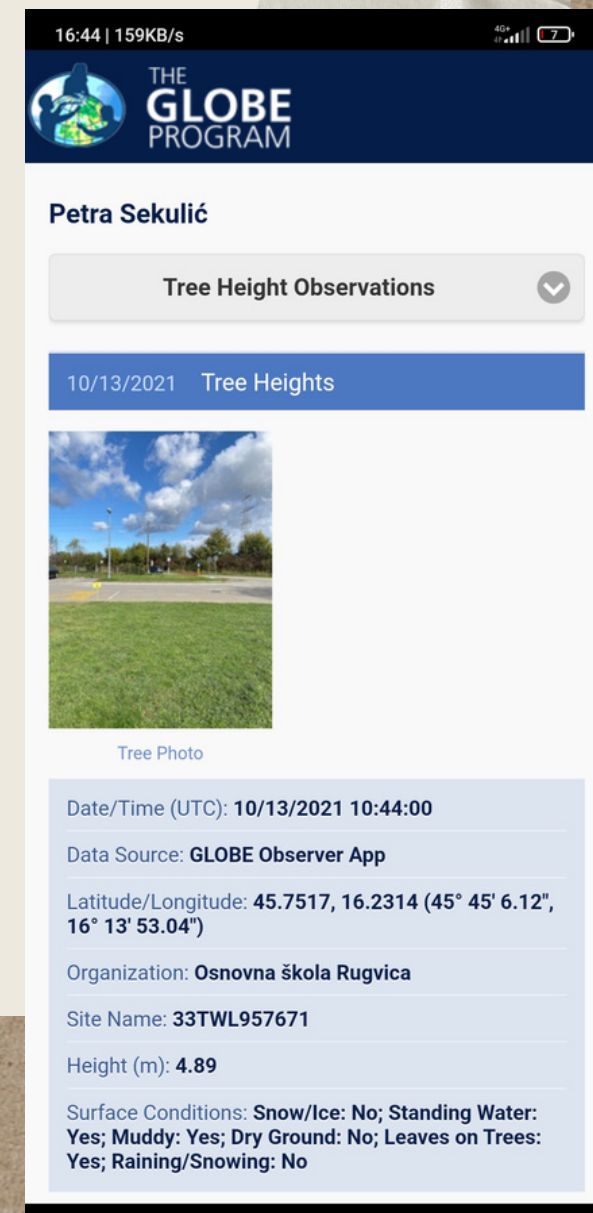 16:44 | 159KB/s
4G+
7
THE
GLOBE
PROGRAM
Petra Sekulić
Tree Height Observations
10/13/2021 Tree Heights
Tree Photo
Date/Time (UTC): 10/13/2021 10:44:00
Data Source: GLOBE Observer App
Latitude/Longitude: 45.7517, 16.2314 (45° 45' 6.12",
16° 13' 53.04")
Organization: Osnovna škola Rugvica
Site Name: 33TWL957671
Height (m): 4.89
Surface Conditions: Snow/Ice: No; Standing Water:
Yes; Muddy: Yes; Dry Ground: No; Leaves on Trees:
Yes; Raining/Snowing: No